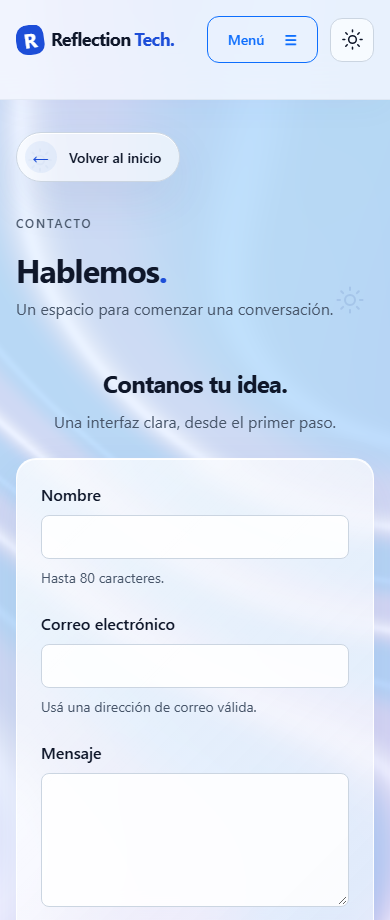 R Reflection Tech.
Menú
← Volver al inicio
CONTACTO
Hablemos.
Un espacio para comenzar una conversación.
Contanos tu idea.
Una interfaz clara, desde el primer paso.
Nombre
Hasta 80 caracteres.
Correo electrónico
Usá una dirección de correo válida.
Mensaje